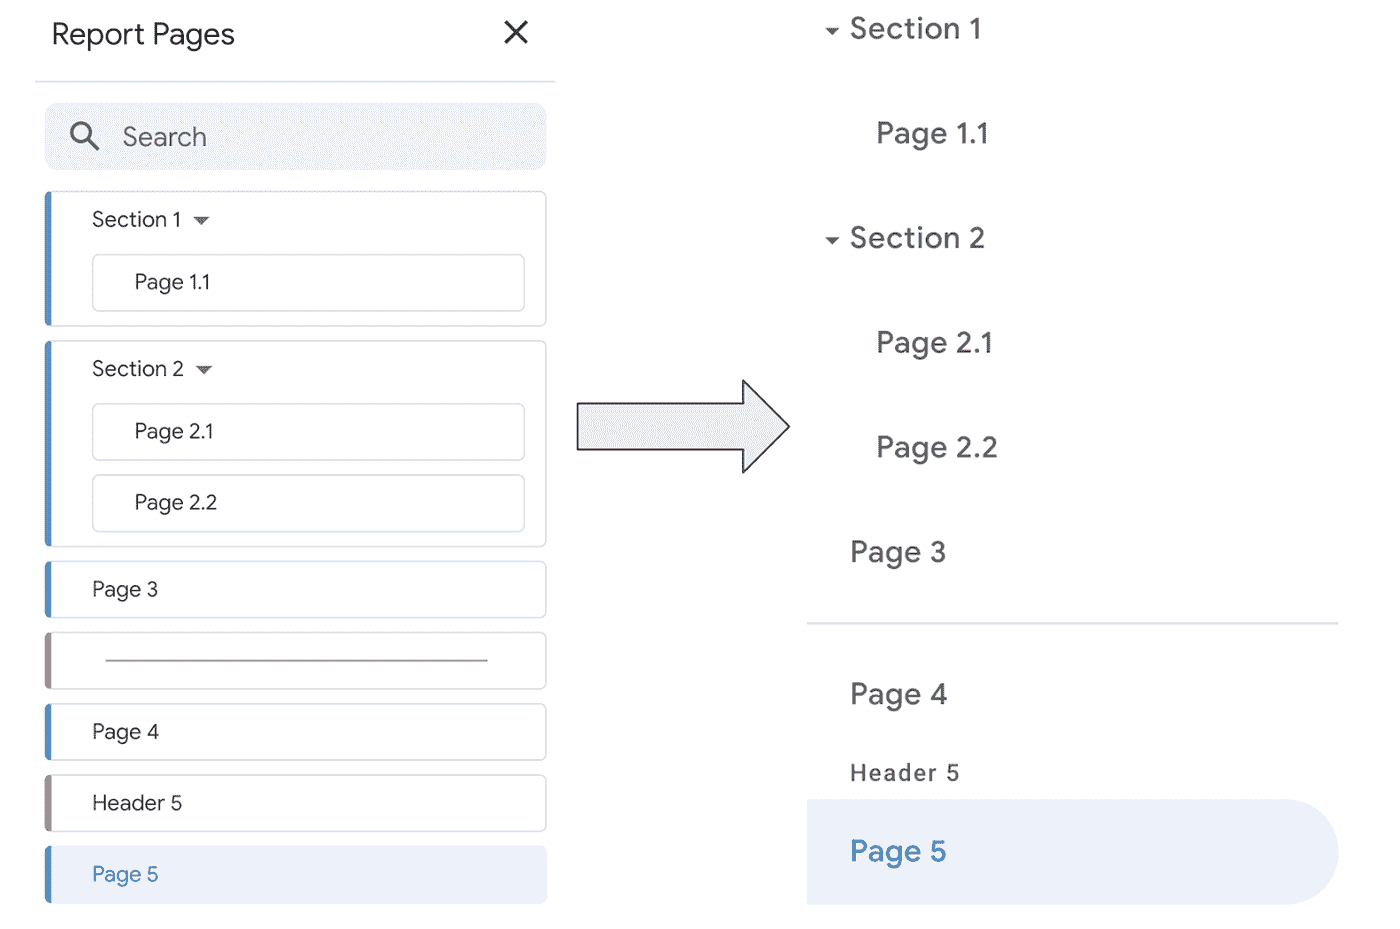 Report Pages
Search
Section 1
Page 1.1
Section 2
Page 2.1
Page 2.2
Page 3
Page 4
Header 5
Page 5
Section 1
Page 1.1
Section 2
Page 2.1
Page 2.2
Page 3
Page 4
Header 5
Page 5